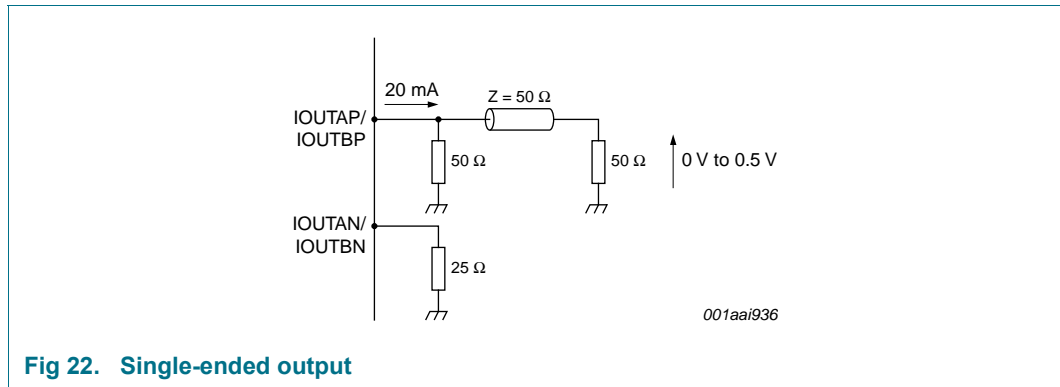 20 mA
Z = 50 Ω
IOUTAP/
IOUTBP
50 Ω
50 Ω
0 V to 0.5 V
IOUTAN/
IOUTBN
25 Ω
001aai936
Fig 22. Single-ended output